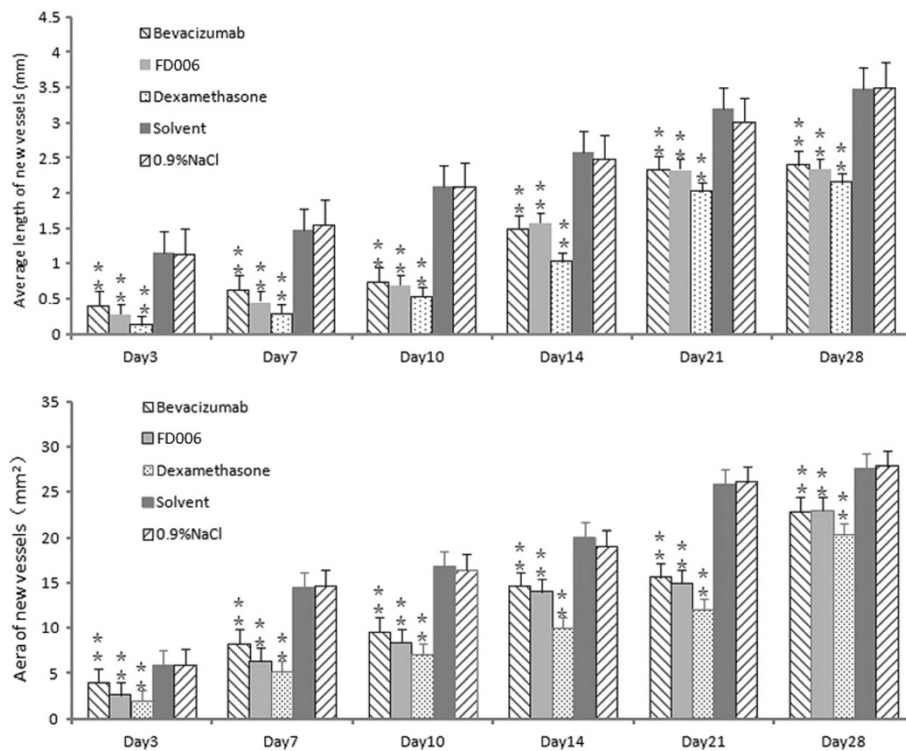 4.5
4
3.5
3
2.5
2
1.5
1
0.5
0
Average length of new vessels (mm)
Bevacizumab
FD006
Dexamethasone
Solvent
0.9%NaCl
* * * * * * * * * * * * * * * * * *
* * * * * * * * * * * * * * * * * *
Day3 Day7 Day10 Day14 Day21 Day28
35
30
25
20
15
10
5
0
Aera of new vessels (mm²)
Bevacizumab
FD006
Dexamethasone
Solvent
0.9%NaCl
* * * * * * * * * * * * * * * * * *
* * * * * * * * * * * * * * * * * *
Day3 Day7 Day10 Day14 Day21 Day28